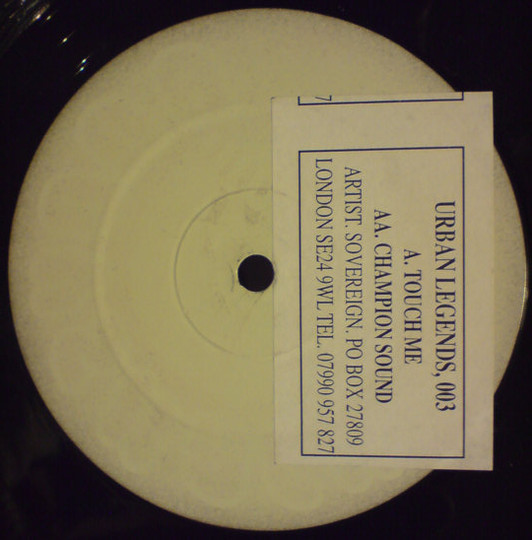 URBAN LEGENDS, 003
A. TOUCH ME
AA. CHAMPION SOUND
ARTIST. SOVEREIGN. PO BOX 27809
LONDON SE24 9WL TEL. 07990 957 827
7